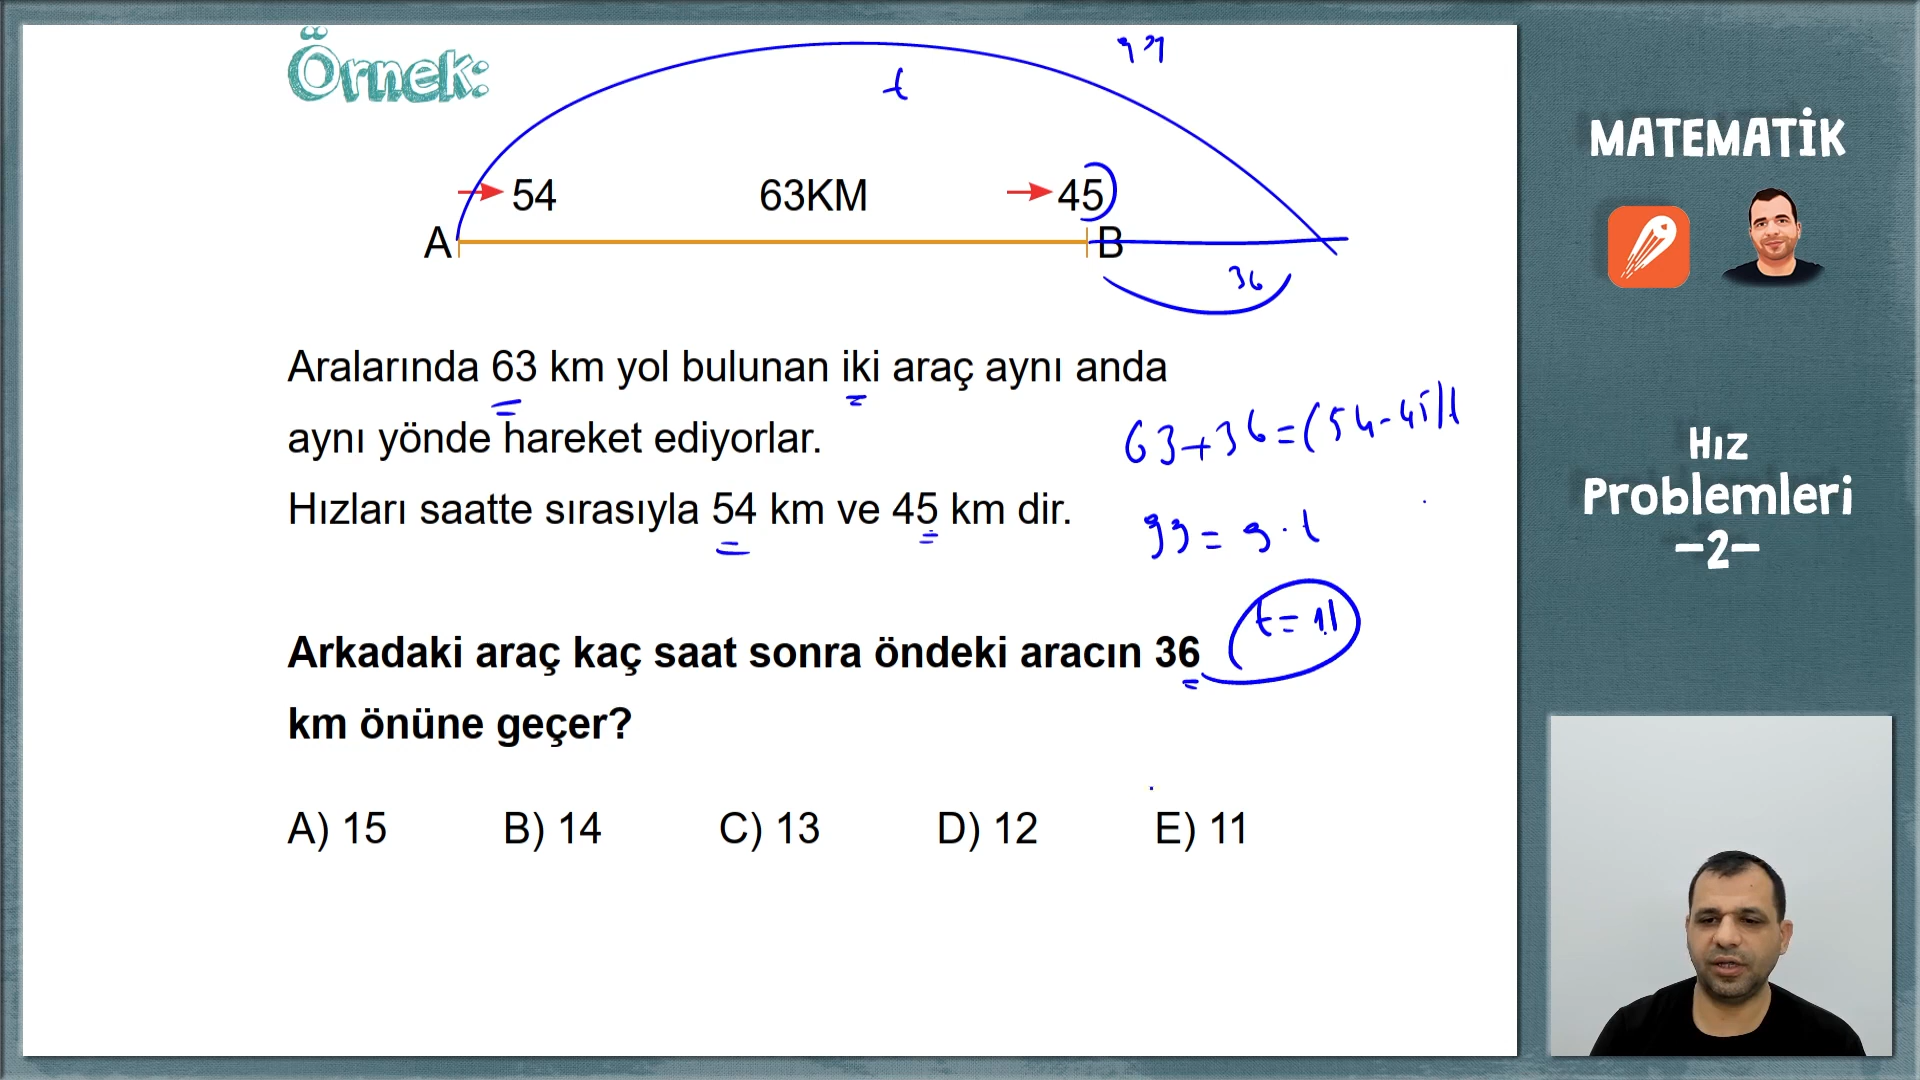 Örnek:
99
t
54 63KM 45
A B
36
Aralarında 63 km yol bulunan iki araç aynı anda
aynı yönde hareket ediyorlar.
Hızları saatte sırasıyla 54 km ve 45 km dir.
63+36=(54-45)t
99=9.t
t=11
Arkadaki araç kaç saat sonra öndeki aracın 36
km önüne geçer?
A) 15 B) 14 C) 13 D) 12 E) 11
MATEMATİK
Hız
Problemleri
-2-